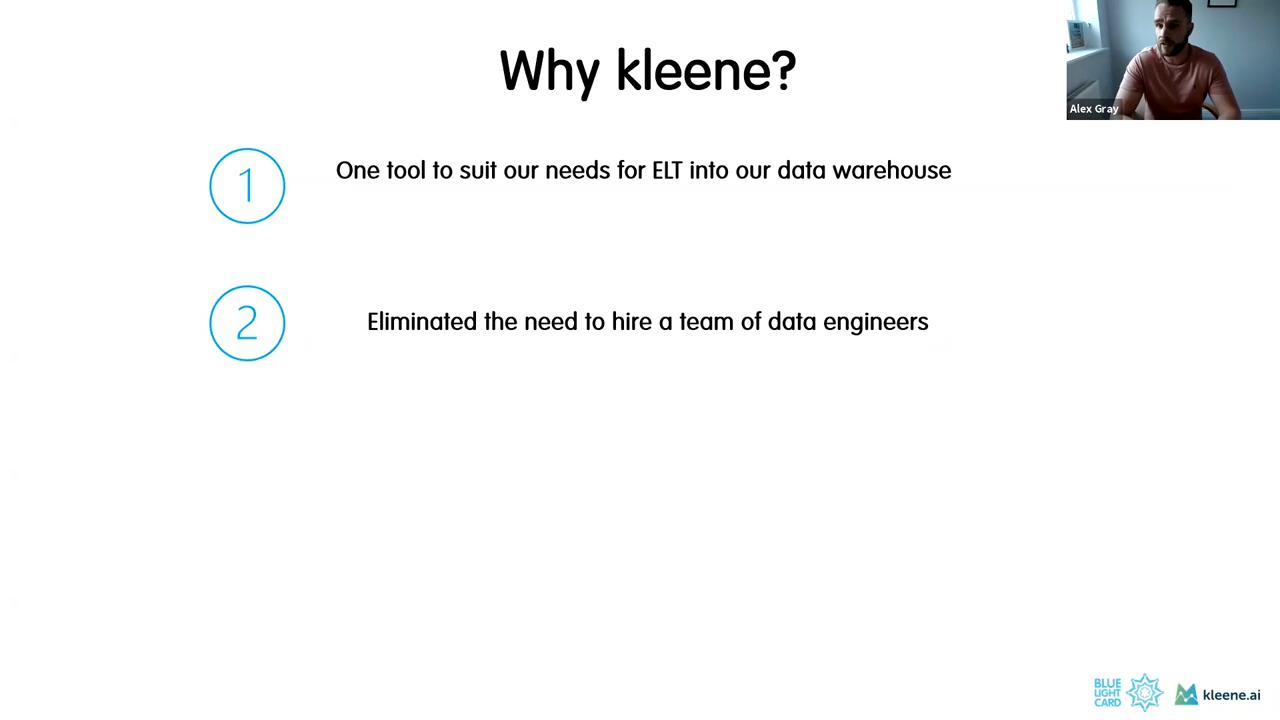 Why kleene?
Alex Gray
1
One tool to suit our needs for ELT into our data warehouse
2
Eliminated the need to hire a team of data engineers
BLUE
LIGHT
CARD
kleene.ai